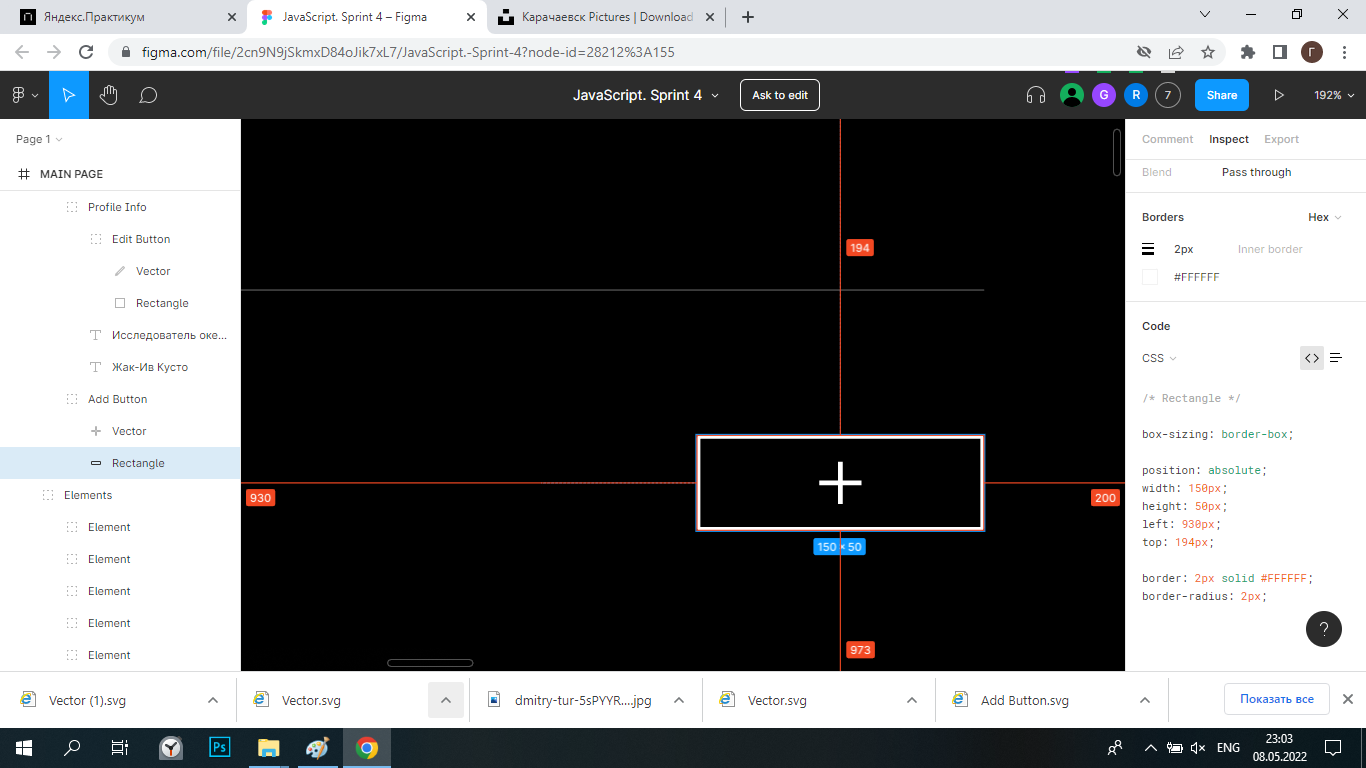 Яндекс.Практикум
JavaScript. Sprint 4 – Figma
Карачаевск Pictures | Download
figma.com/file/2cn9N9jSkmxD84oJik7xL7/JavaScript.-Sprint-4?node-id=28212%3A155
Г
JavaScript. Sprint 4
Ask to edit
G
R
7
Share
192%
Page 1
MAIN PAGE
Profile Info
Edit Button
Vector
Rectangle
Исследователь оке...
Жак-Ив Кусто
Add Button
Vector
Rectangle
Elements
Element
Element
Element
Element
Element
194
930
200
150 × 50
973
Comment
Inspect
Export
Blend
Pass through
Borders
Hex
2px
Inner border
#FFFFFF
Code
CSS
/* Rectangle */
box-sizing: border-box;
position: absolute;
width: 150px;
height: 50px;
left: 930px;
top: 194px;
border: 2px solid #FFFFFF;
border-radius: 2px;
?
Vector (1).svg
Vector.svg
dmitry-tur-5sPYYR....jpg
Vector.svg
Add Button.svg
Показать все
Ps
ENG
23:03
08.05.2022